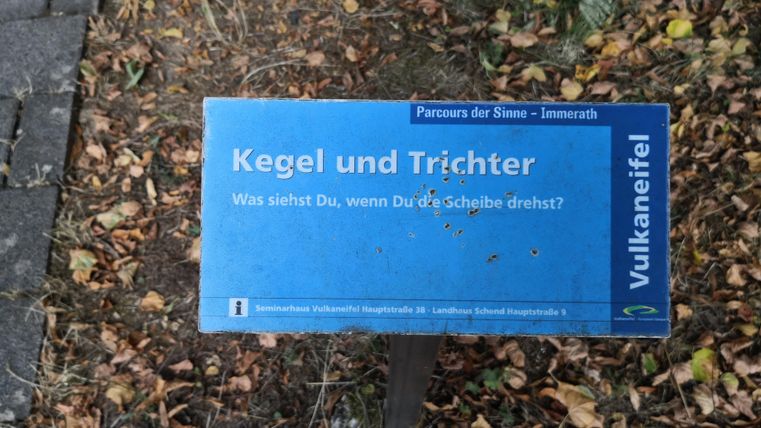 Parcours der Sinne - Immerath
Kegel und Trichter
Was siehst Du, wenn Du die Scheibe drehst?
Vulkaneifel
i Seminarhaus Vulkaneifel Hauptstraße 38 · Landhaus Schend Hauptstraße 9